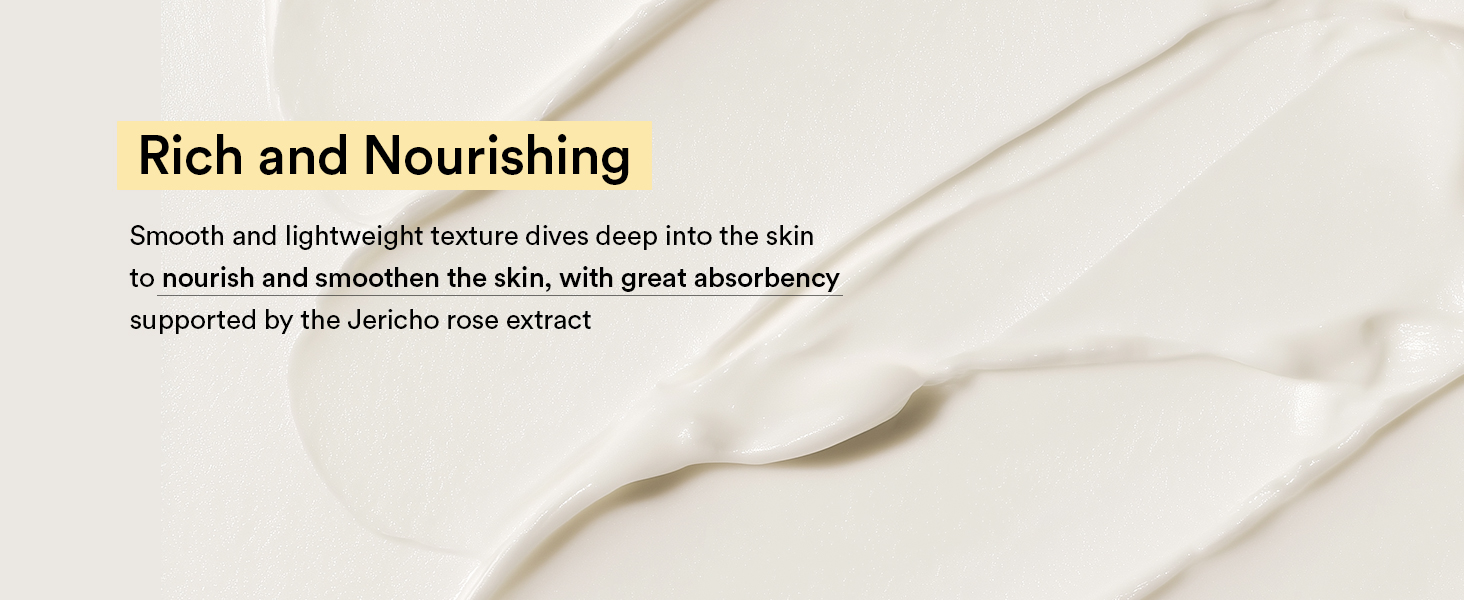 Rich and Nourishing
Smooth and lightweight texture dives deep into the skin
to nourish and smoothen the skin, with great absorbency
supported by the Jericho rose extract